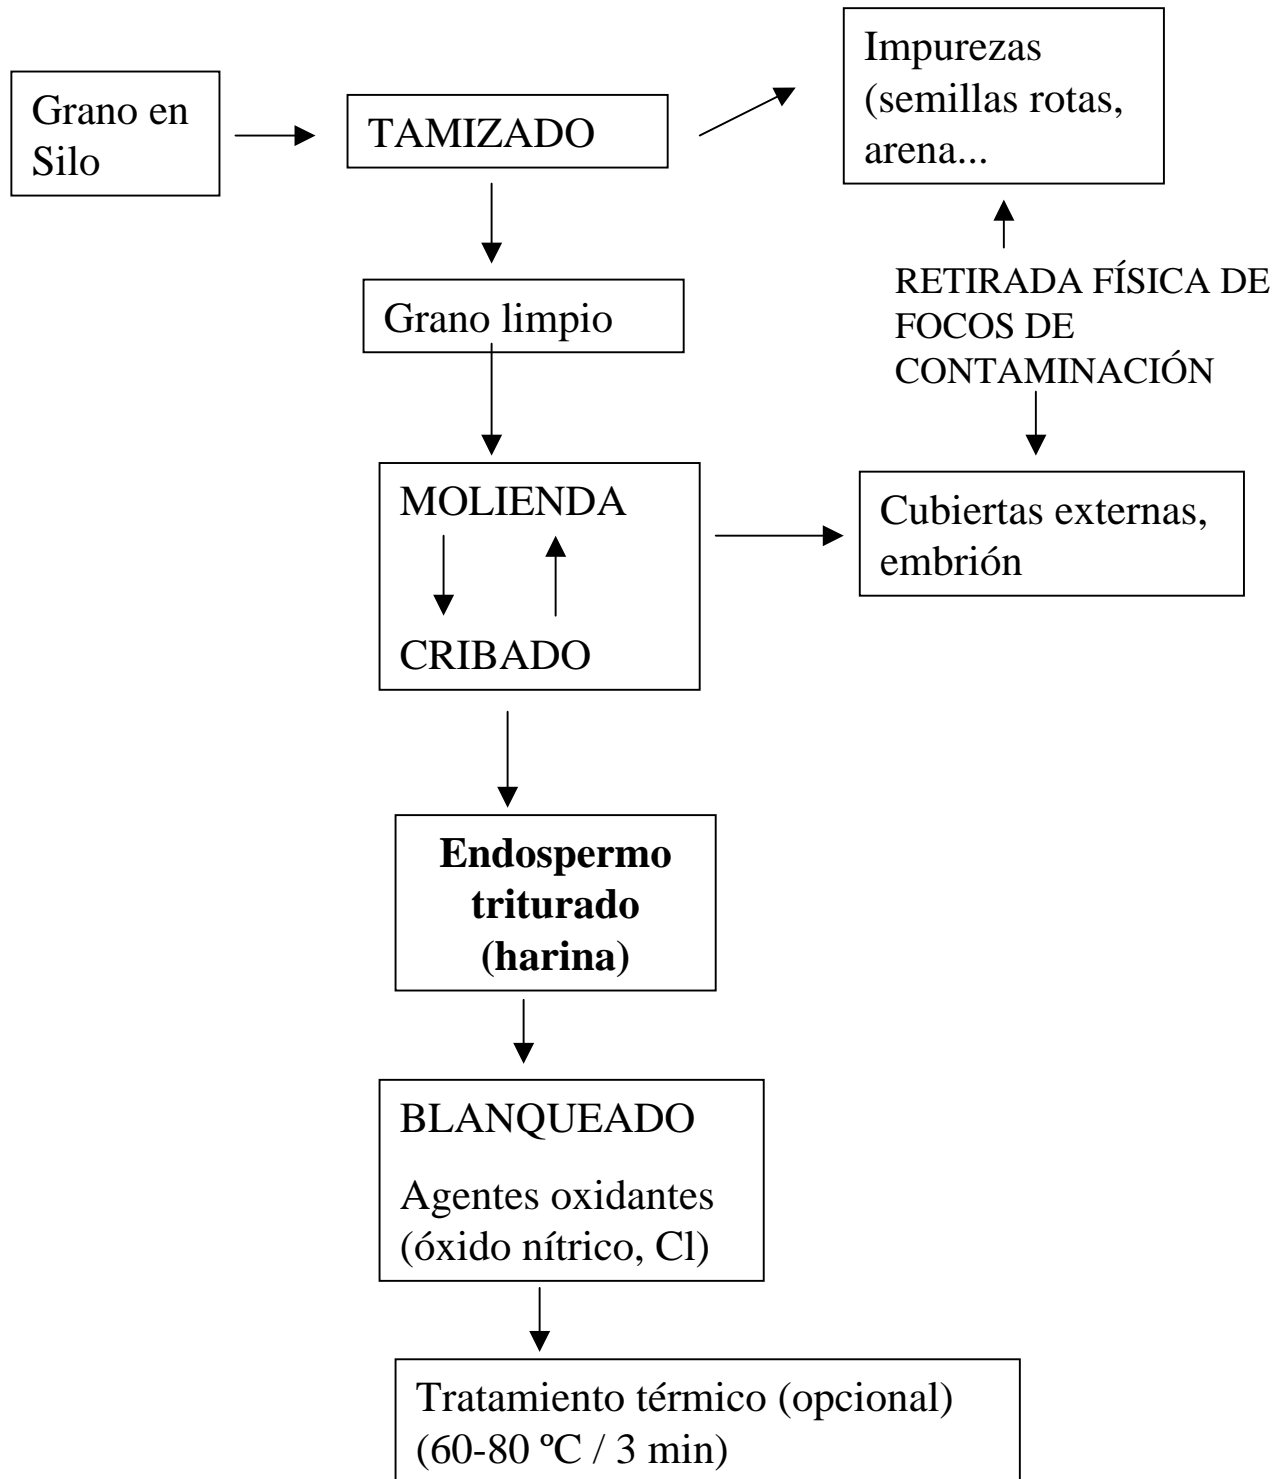 Grano en
Silo
TAMIZADO
Impurezas
(semillas rotas,
arena...
Grano limpio
RETIRADA FÍSICA DE
FOCOS DE
CONTAMINACIÓN
MOLIENDA
CRIBADO
Cubiertas externas,
embrión
Endospermo
triturado
(harina)
BLANQUEADO
Agentes oxidantes
(óxido nítrico, Cl)
Tratamiento térmico (opcional)
(60-80 ºC / 3 min)